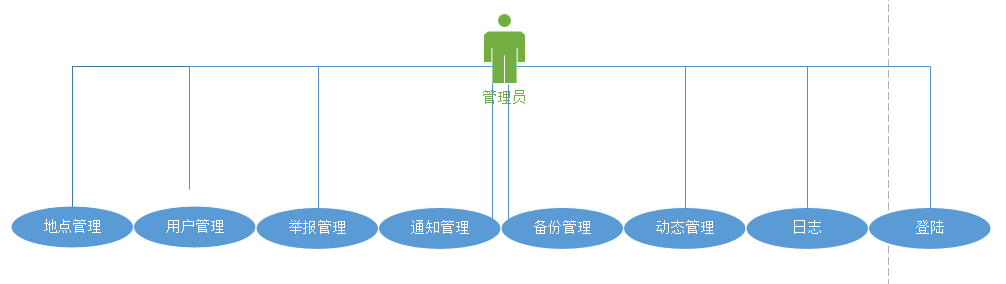 管理员
地点管理
用户管理
举报管理
通知管理
备份管理
动态管理
日志
登陆